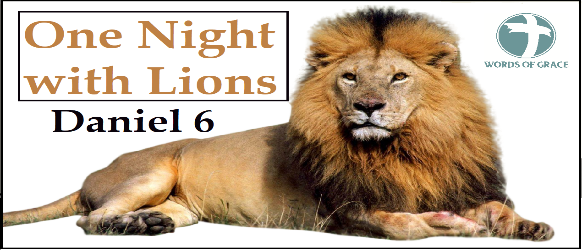 One Night
with Lions
Daniel 6
WORDS OF GRACE